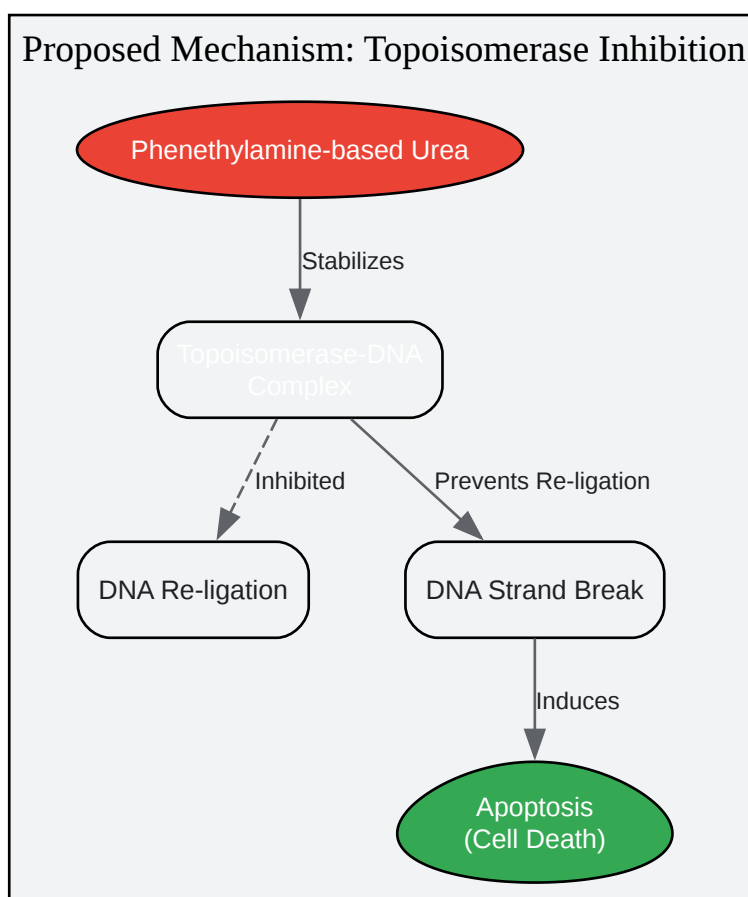 Proposed Mechanism: Topoisomerase Inhibition
Phenethylamine-based Urea
Stabilizes
Topoisomerase-DNA
Complex
Inhibited
Prevents Re-ligation
DNA Re-ligation
DNA Strand Break
Induces
Apoptosis
(Cell Death)